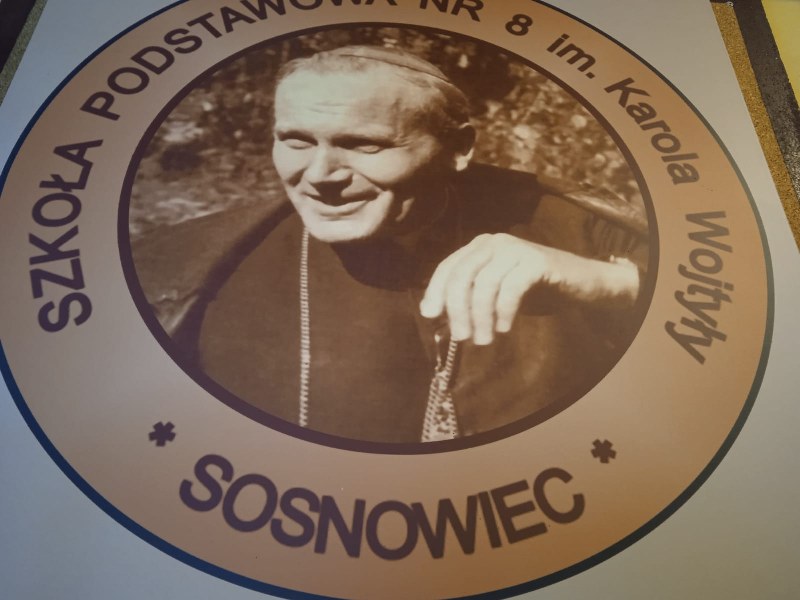 SZKOŁA PODSTAWOWA NR 8 im. Karola Wojtyły
* SOSNOWIEC *